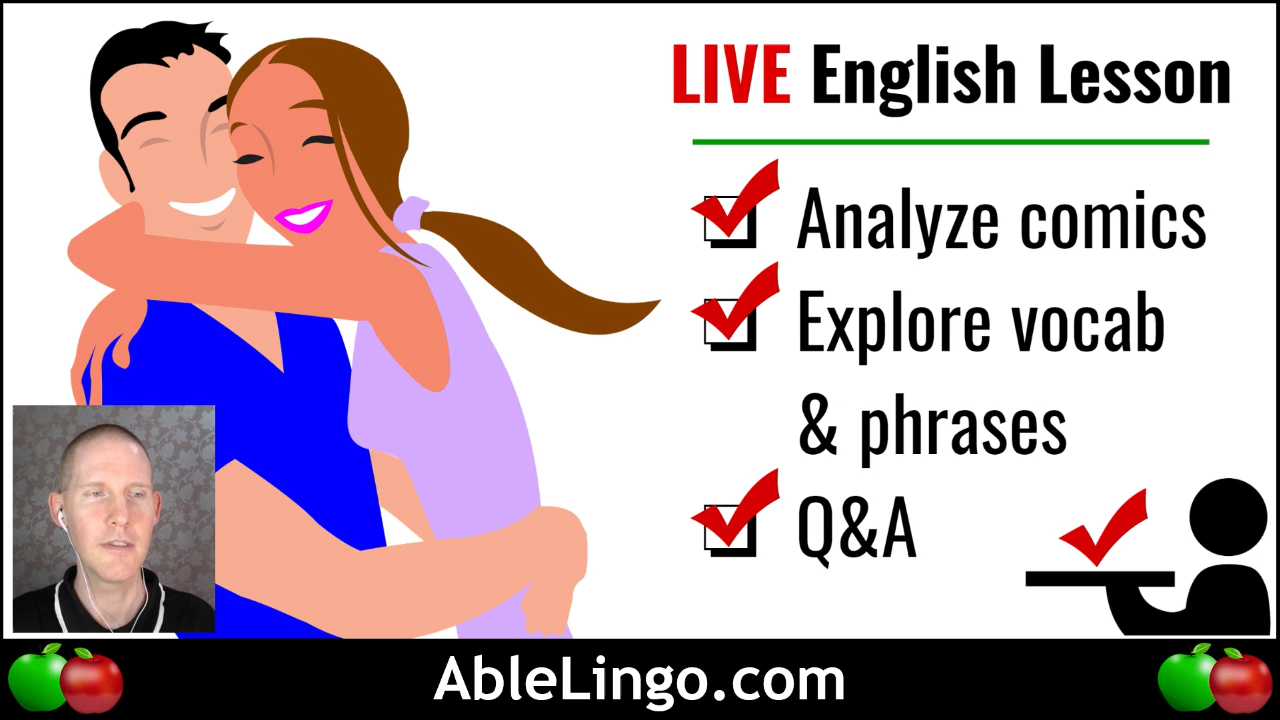 LIVE English Lesson
Analyze comics
Explore vocab
& phrases
Q&A
AbleLingo.com